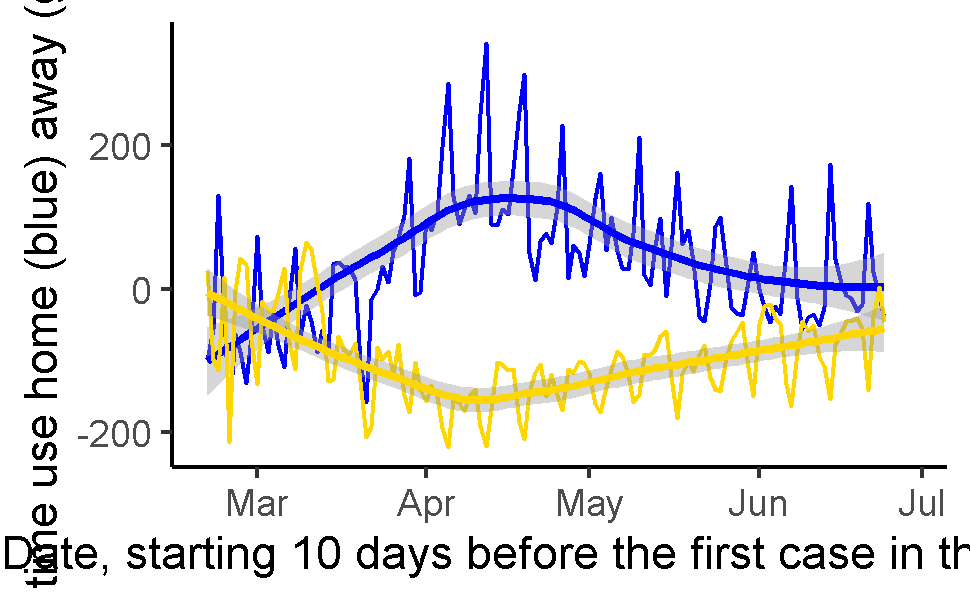 time use home (blue) away (
200
0
-200
Mar Apr May Jun Jul
Date, starting 10 days before the first case in th